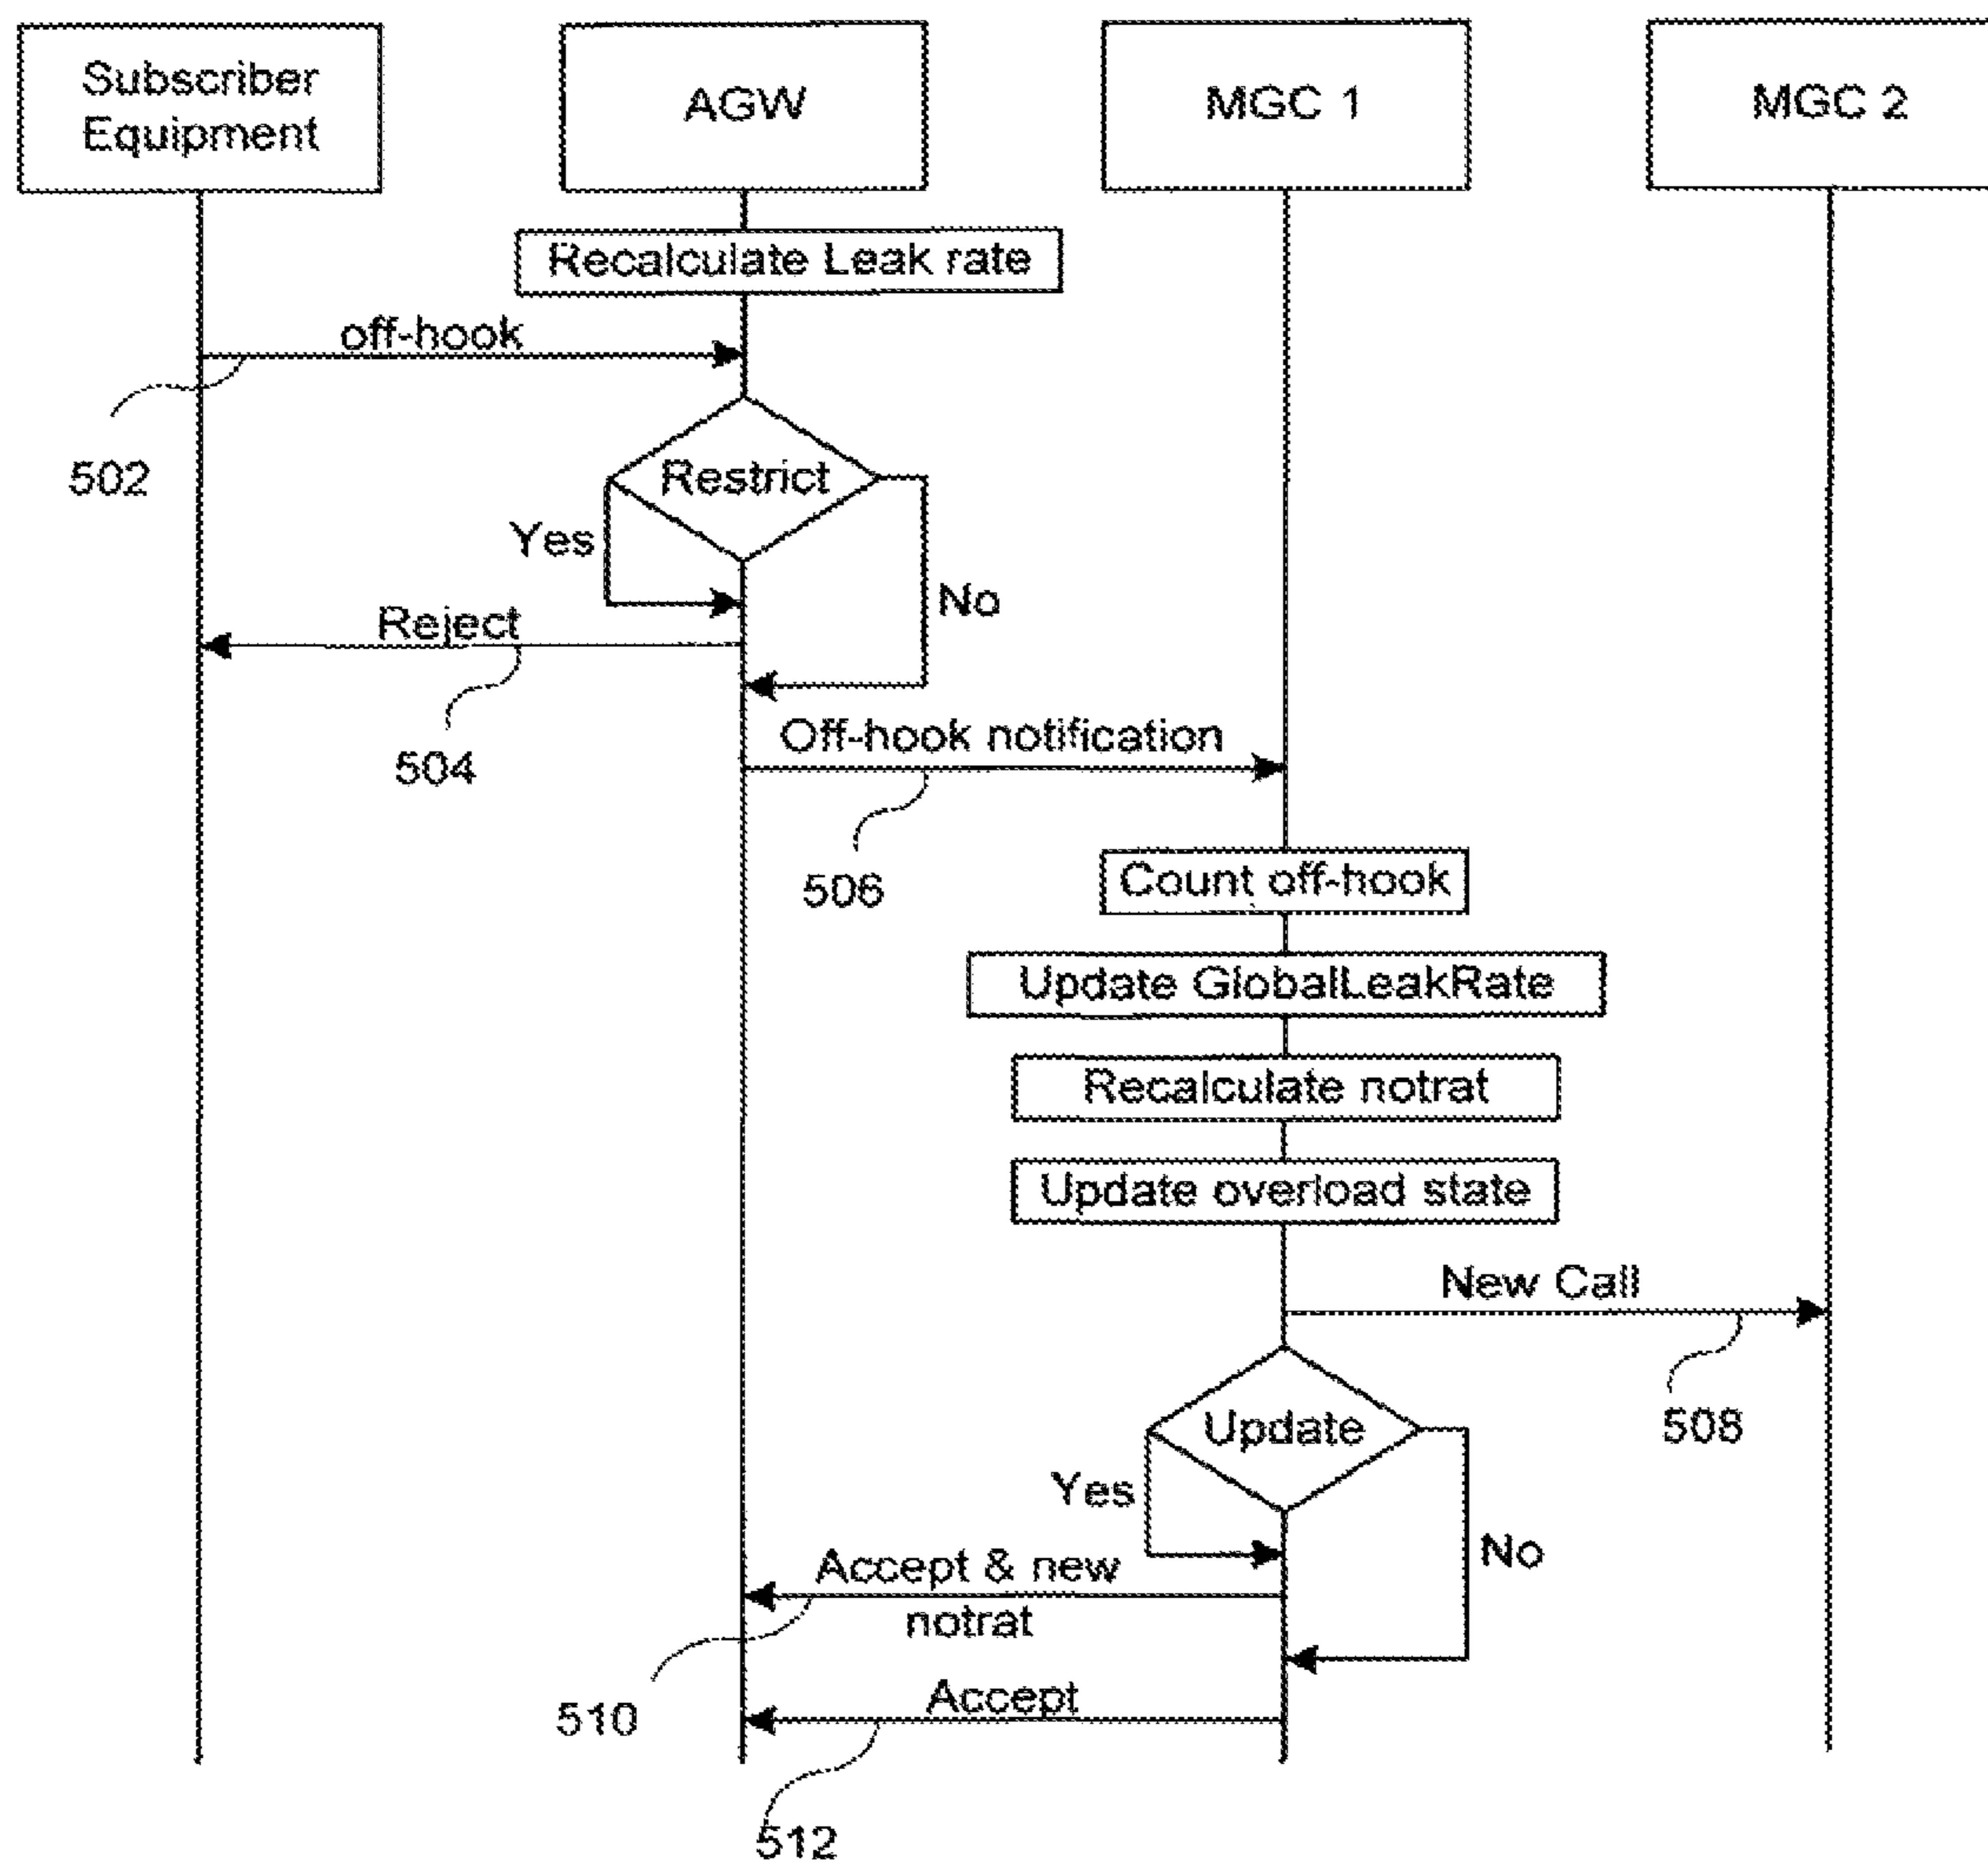 Subscriber
Equipment
AGW
MGC 1
MGC 2
Recalculate Leak rate
off-hook
502
Restrict
Yes
No
Reject
504
Off-hook notification
506
Count off-hook
Update GlobalLeakRate
Recalculate notrat
Update overload state
New Call
508
Update
Yes
No
Accept & new
notrat
510
Accept
512